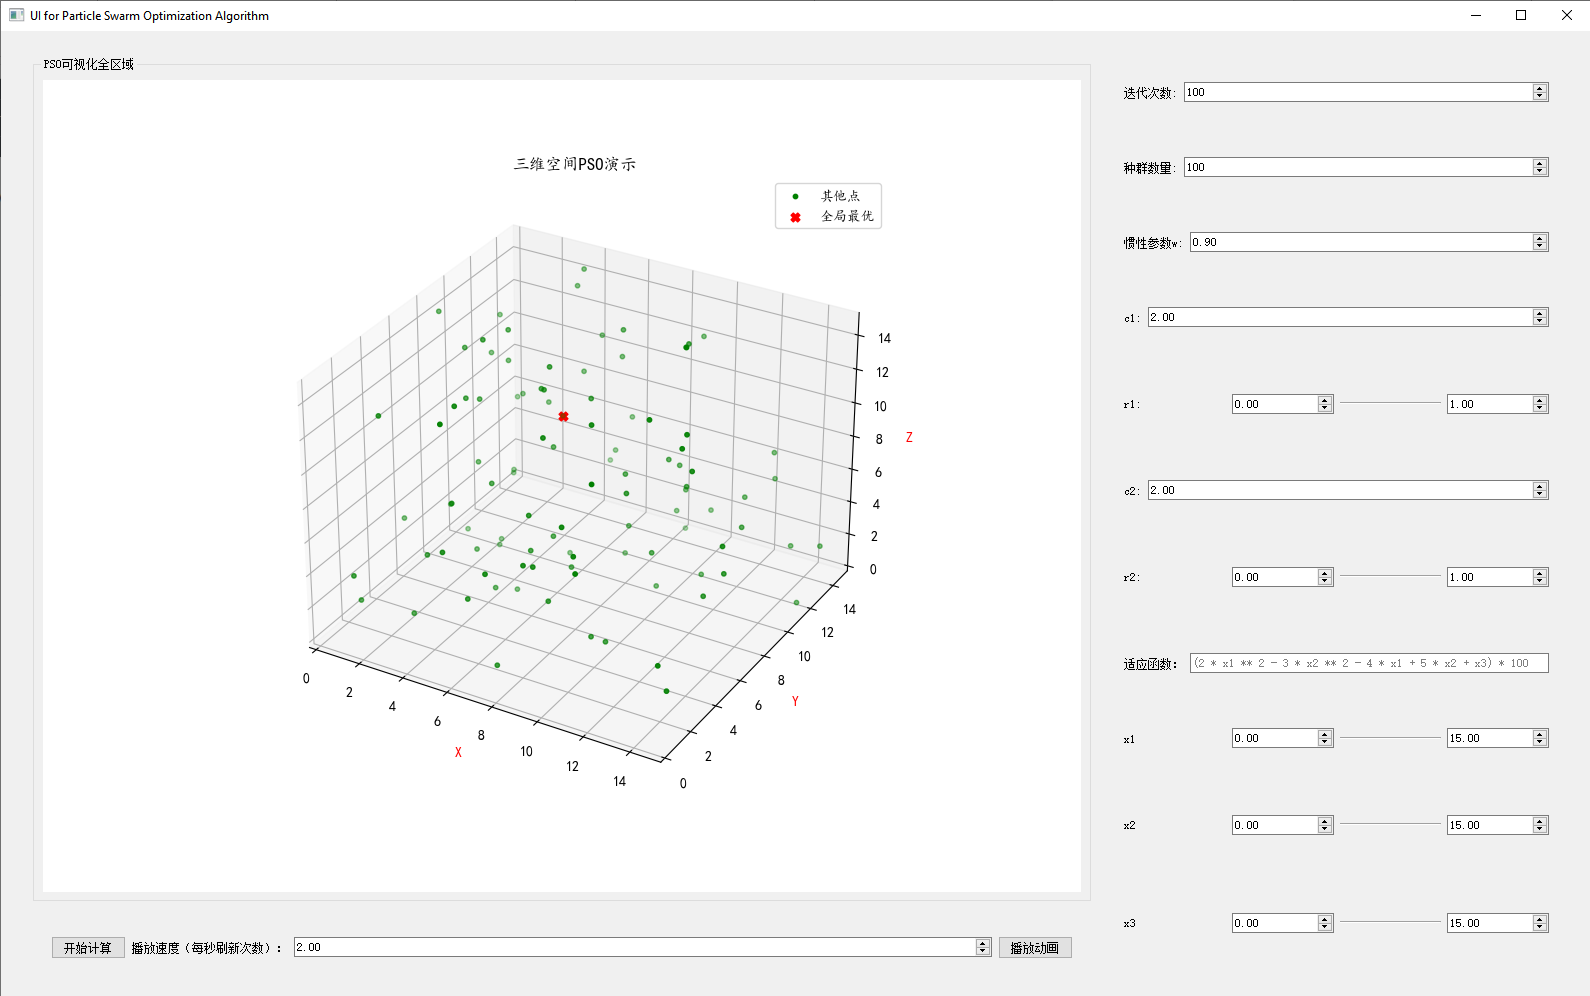 UI for Particle Swarm Optimization Algorithm
PSO可视化全区域
三维空间PSO演示
其他点
全局最优
14
12
10
8
6
4
2
0
Z
14
12
10
8
6
4
2
0
Y
0
2
4
6
8
10
12
14
X
开始计算
播放速度（每秒刷新次数）：
2.00
播放动画
迭代次数: 100
种群数量: 100
惯性参数w: 0.90
c1: 2.00
r1: 0.00 1.00
c2: 2.00
r2: 0.00 1.00
适应函数： (2 * x1 ** 2 - 3 * x2 ** 2 - 4 * x1 + 5 * x2 + x3) * 100
x1 0.00 15.00
x2 0.00 15.00
x3 0.00 15.00